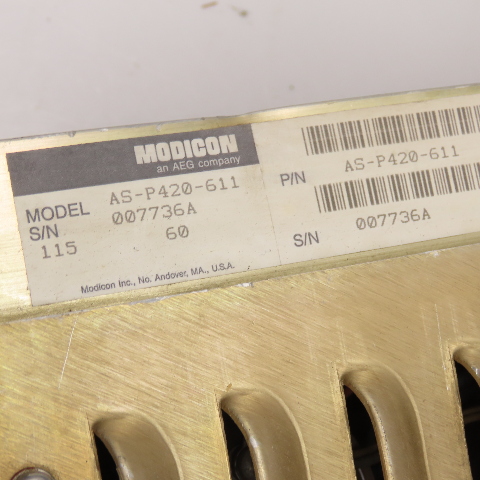 MODICON
an AEG company
MODEL AS-P420-611
S/N 007736A
115 60
Modicon Inc., No. Andover, MA., U.S.A.
P/N AS-P420-611
S/N 007736A